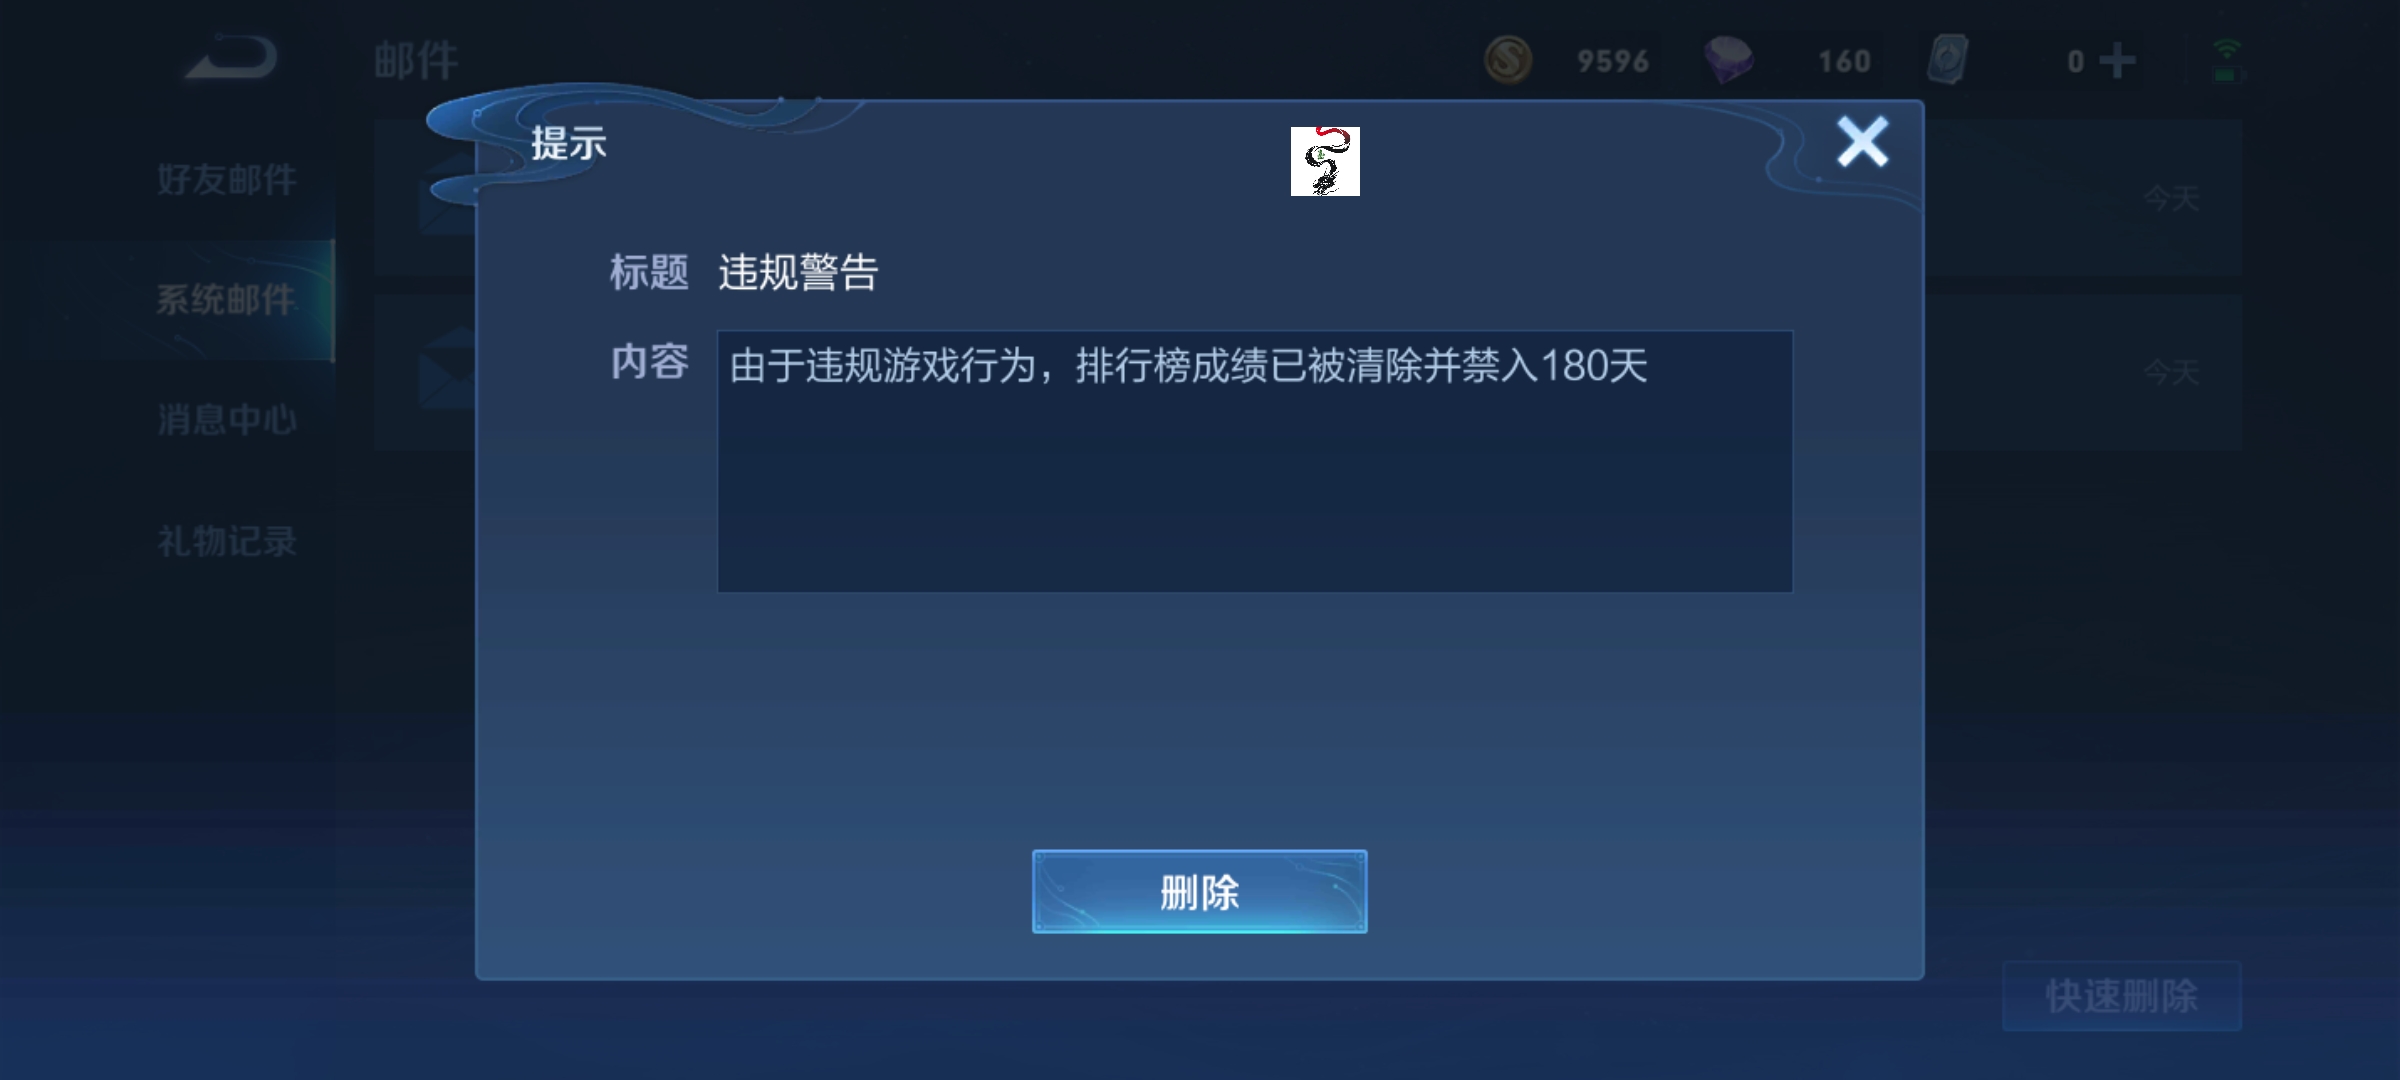 邮件
9596
160
0
提示
好友邮件
今天
系统邮件
标题 违规警告
内容 由于违规游戏行为，排行榜成绩已被清除并禁入180天
今天
消息中心
礼物记录
删除
快速删除